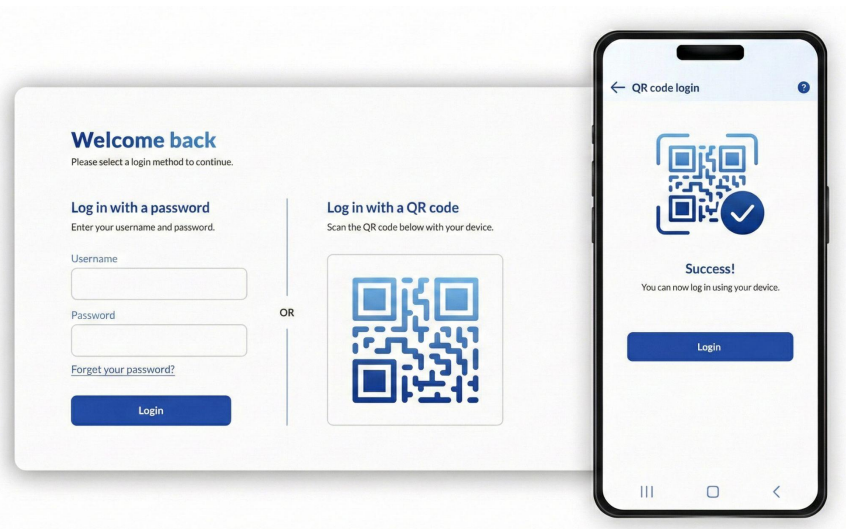 Welcome back
Please select a login method to continue.
Log in with a password
Enter your username and password.
Username
Password
Forget your password?
Login
OR
Log in with a QR code
Scan the QR code below with your device.
QR code login
?
Success!
You can now log in using your device.
Login